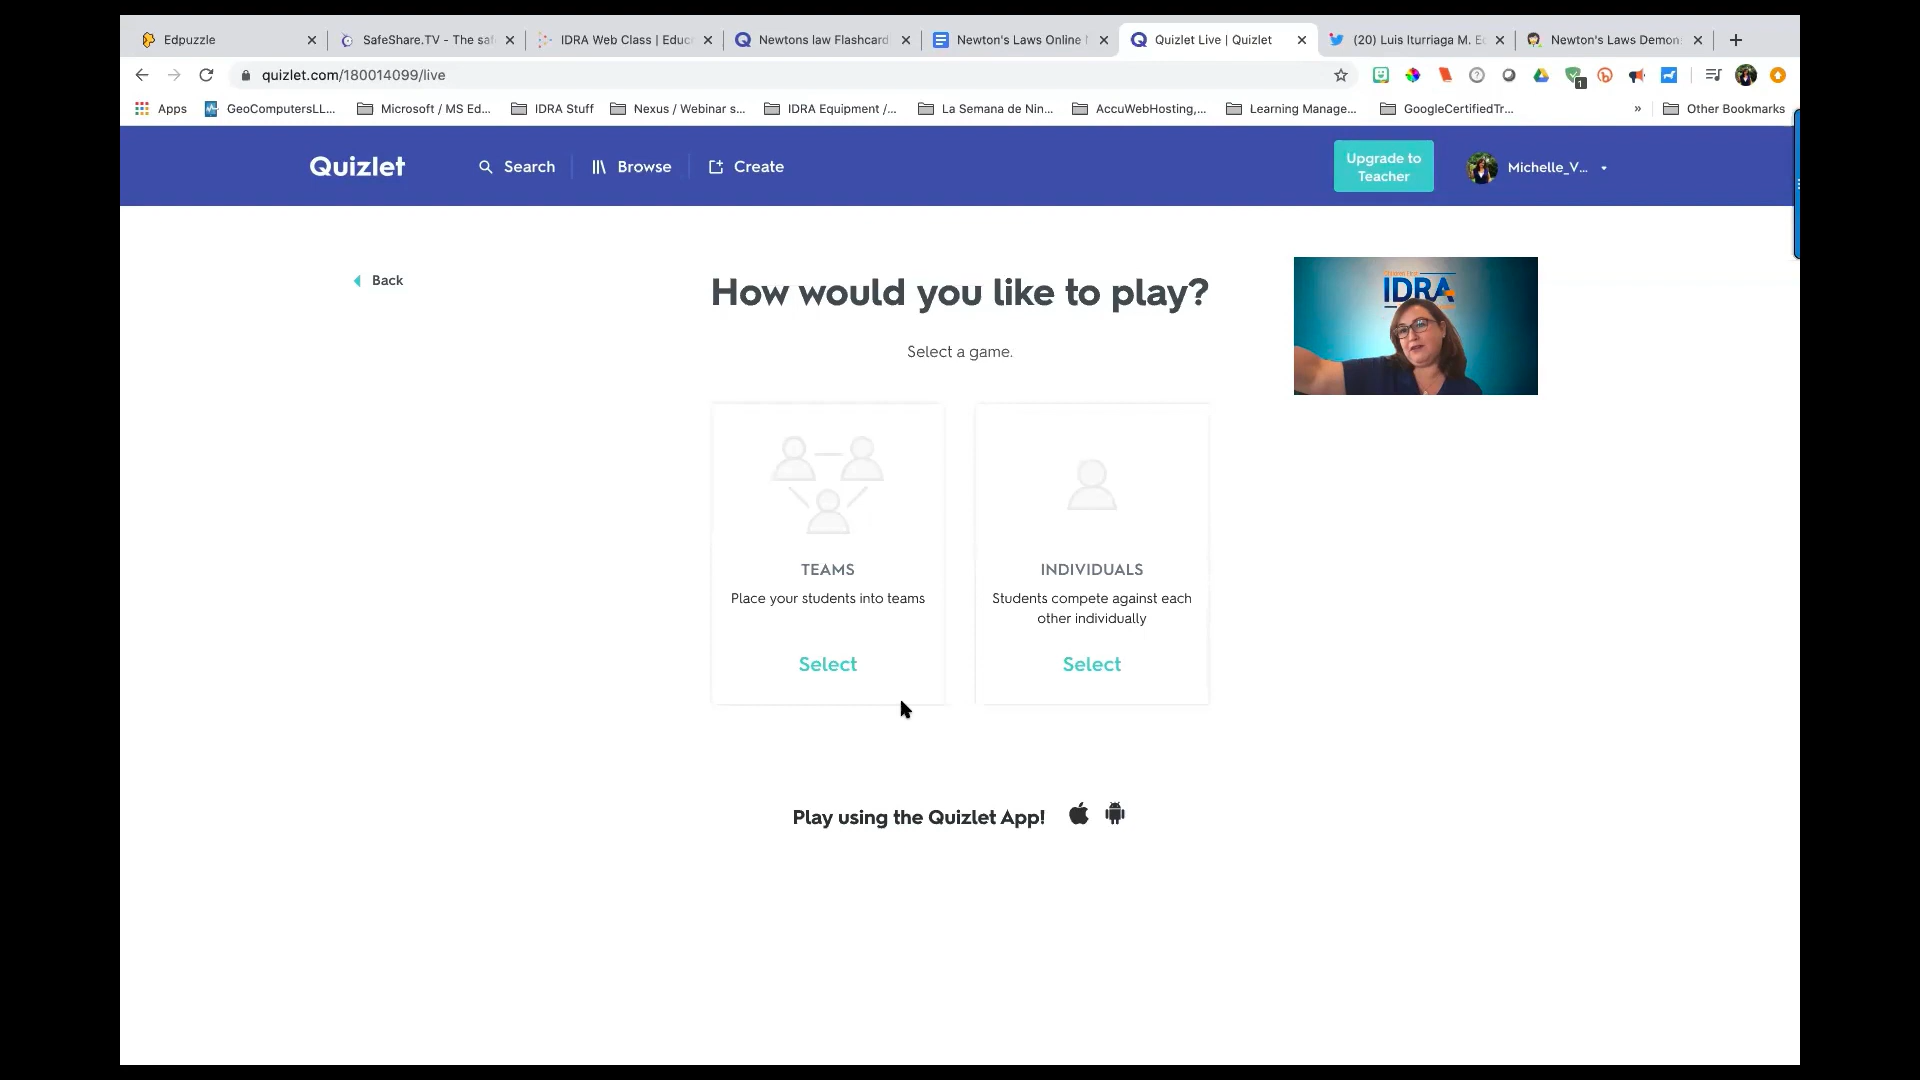 Edpuzzle
SafeShare.TV - The saf
IDRA Web Class | Educ
Newtons law Flashcard
Newton's Laws Online
Quizlet Live | Quizlet
(20) Luis Iturriaga M. Ec
Newton's Laws Demon
quizlet.com/180014099/live
1
Apps
GeoComputersLL...
Microsoft / MS Ed...
IDRA Stuff
Nexus / Webinar s...
IDRA Equipment /...
La Semana de Nin...
AccuWebHosting,...
Learning Manage...
GoogleCertifiedTr...
»
Other Bookmarks
Quizlet
Search
Browse
Create
Upgrade to
Teacher
Michelle_V...
Back
How would you like to play?
Select a game.
IDRA
TEAMS
Place your students into teams
Select
INDIVIDUALS
Students compete against each
other individually
Select
Play using the Quizlet App!